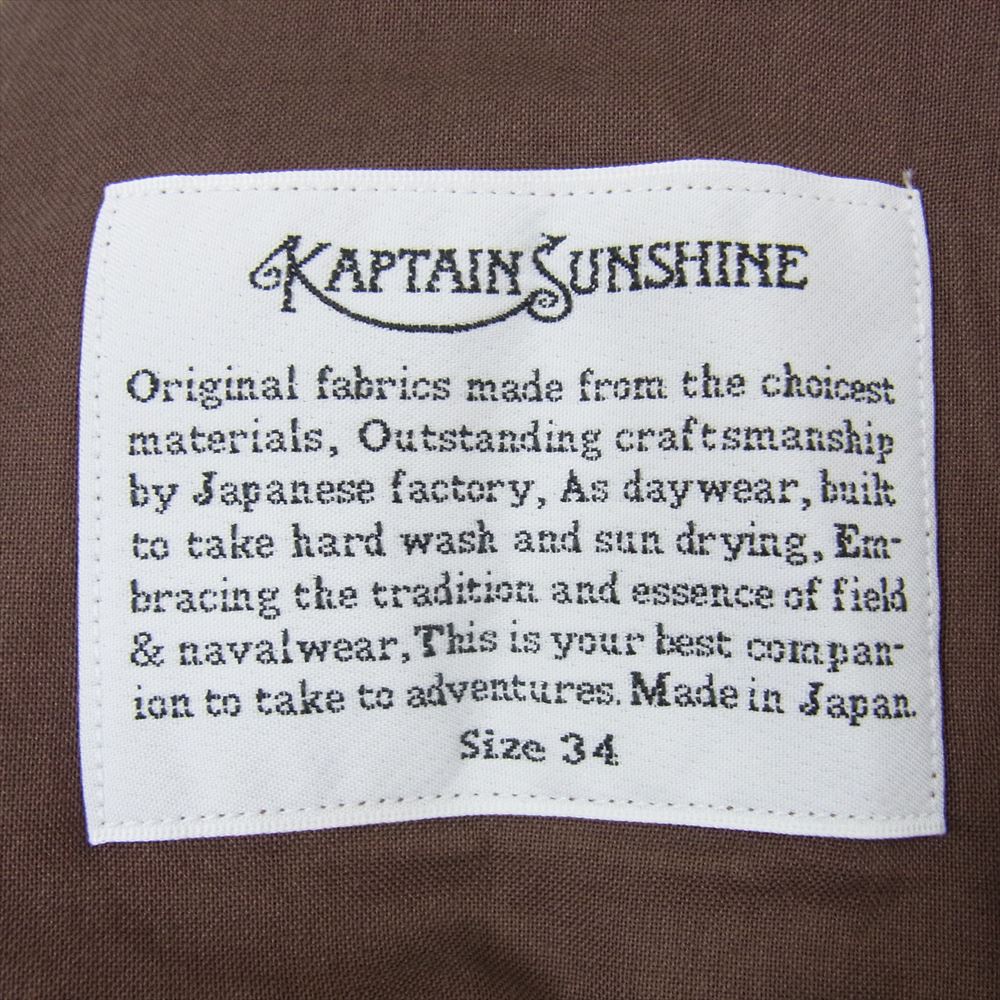 KAPTAIN SUNSHINE
Original fabrics made from the choicest
materials, Outstanding craftsmanship
by Japanese factory, As daywear, built
to take hard wash and sun drying, Em-
bracing the tradition and essence of field
& navalwear, This is your best compan-
ion to take to adventures. Made in Japan.
Size 34